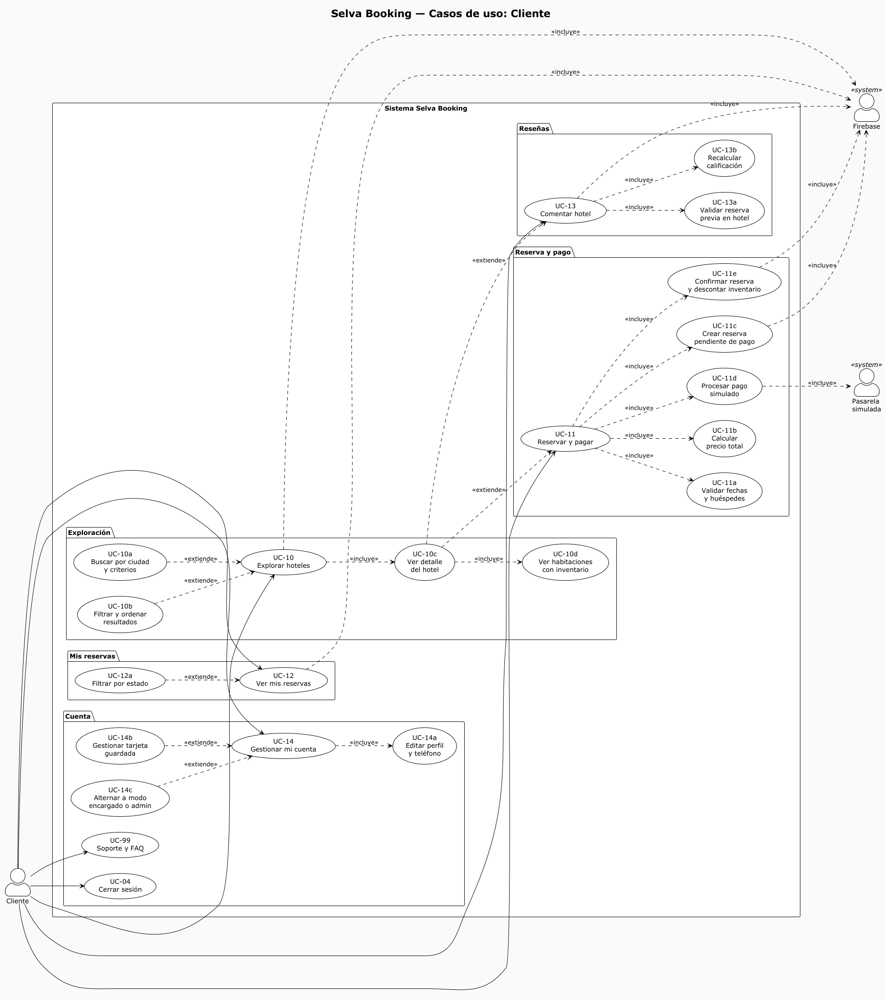 Selva Booking — Casos de uso: Cliente
«incluye»
«incluye»
«system»
Firebase
Sistema Selva Booking
«incluye»
Reseñas
UC-13b
Recalcular
calificación
«incluye»
UC-13
Comentar hotel
«incluye»
UC-13a
Validar reserva
previa en hotel
«incluye»
«extiende»
Reserva y pago
UC-11e
Confirmar reserva
y descontar inventario
«incluye»
«incluye»
UC-11c
Crear reserva
pendiente de pago
«incluye»
UC-11d
Procesar pago
simulado
«incluye»
«incluye»
«system»
Pasarela
simulada
UC-11
Reservar y pagar
«incluye»
UC-11b
Calcular
precio total
«incluye»
UC-11a
Validar fechas
y huéspedes
«extiende»
Exploración
UC-10a
Buscar por ciudad
y criterios
«extiende»
UC-10
Explorar hoteles
«incluye»
UC-10c
Ver detalle
del hotel
«incluye»
UC-10d
Ver habitaciones
con inventario
«extiende»
UC-10b
Filtrar y ordenar
resultados
Mis reservas
UC-12a
Filtrar por estado
«extiende»
UC-12
Ver mis reservas
Cuenta
UC-14b
Gestionar tarjeta
guardada
«extiende»
UC-14
Gestionar mi cuenta
«incluye»
UC-14a
Editar perfil
y teléfono
«extiende»
UC-14c
Alternar a modo
encargado o admin
UC-99
Soporte y FAQ
UC-04
Cerrar sesión
Cliente